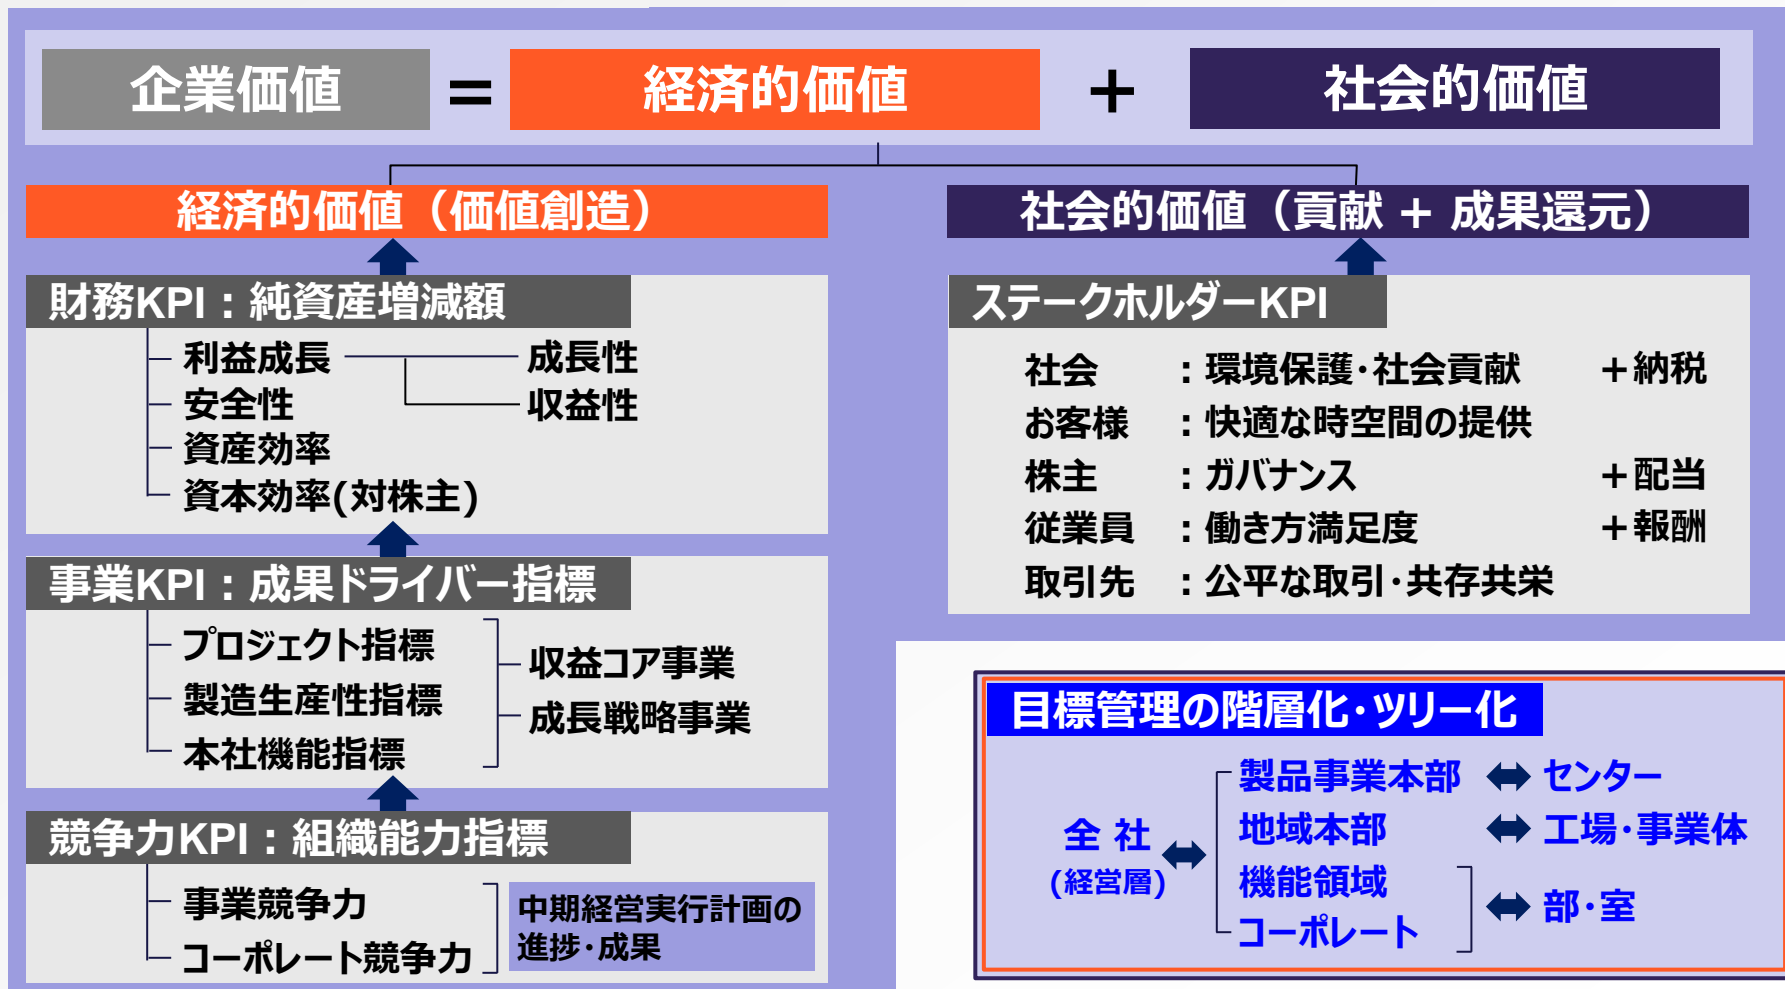 企業価値 = 経済的価値 + 社会的価値
経済的価値（価値創造）
財務KPI：純資産増減額
利益成長 成長性
収益性
安全性
資産効率
資本効率(対株主)
事業KPI：成果ドライバー指標
プロジェクト指標
製造生産性指標
本社機能指標
収益コア事業
成長戦略事業
競争力KPI：組織能力指標
事業競争力
コーポレート競争力
中期経営実行計画の
進捗・成果
社会的価値（貢献 + 成果還元）
ステークホルダーKPI
社会 ：環境保護・社会貢献 ＋納税
お客様 ：快適な時空間の提供
株主 ：ガバナンス ＋配当
従業員 ：働き方満足度 ＋報酬
取引先 ：公平な取引・共存共栄
目標管理の階層化・ツリー化
全 社
(経営層)
製品事業本部 センター
地域本部 工場・事業体
機能領域
コーポレート
部・室